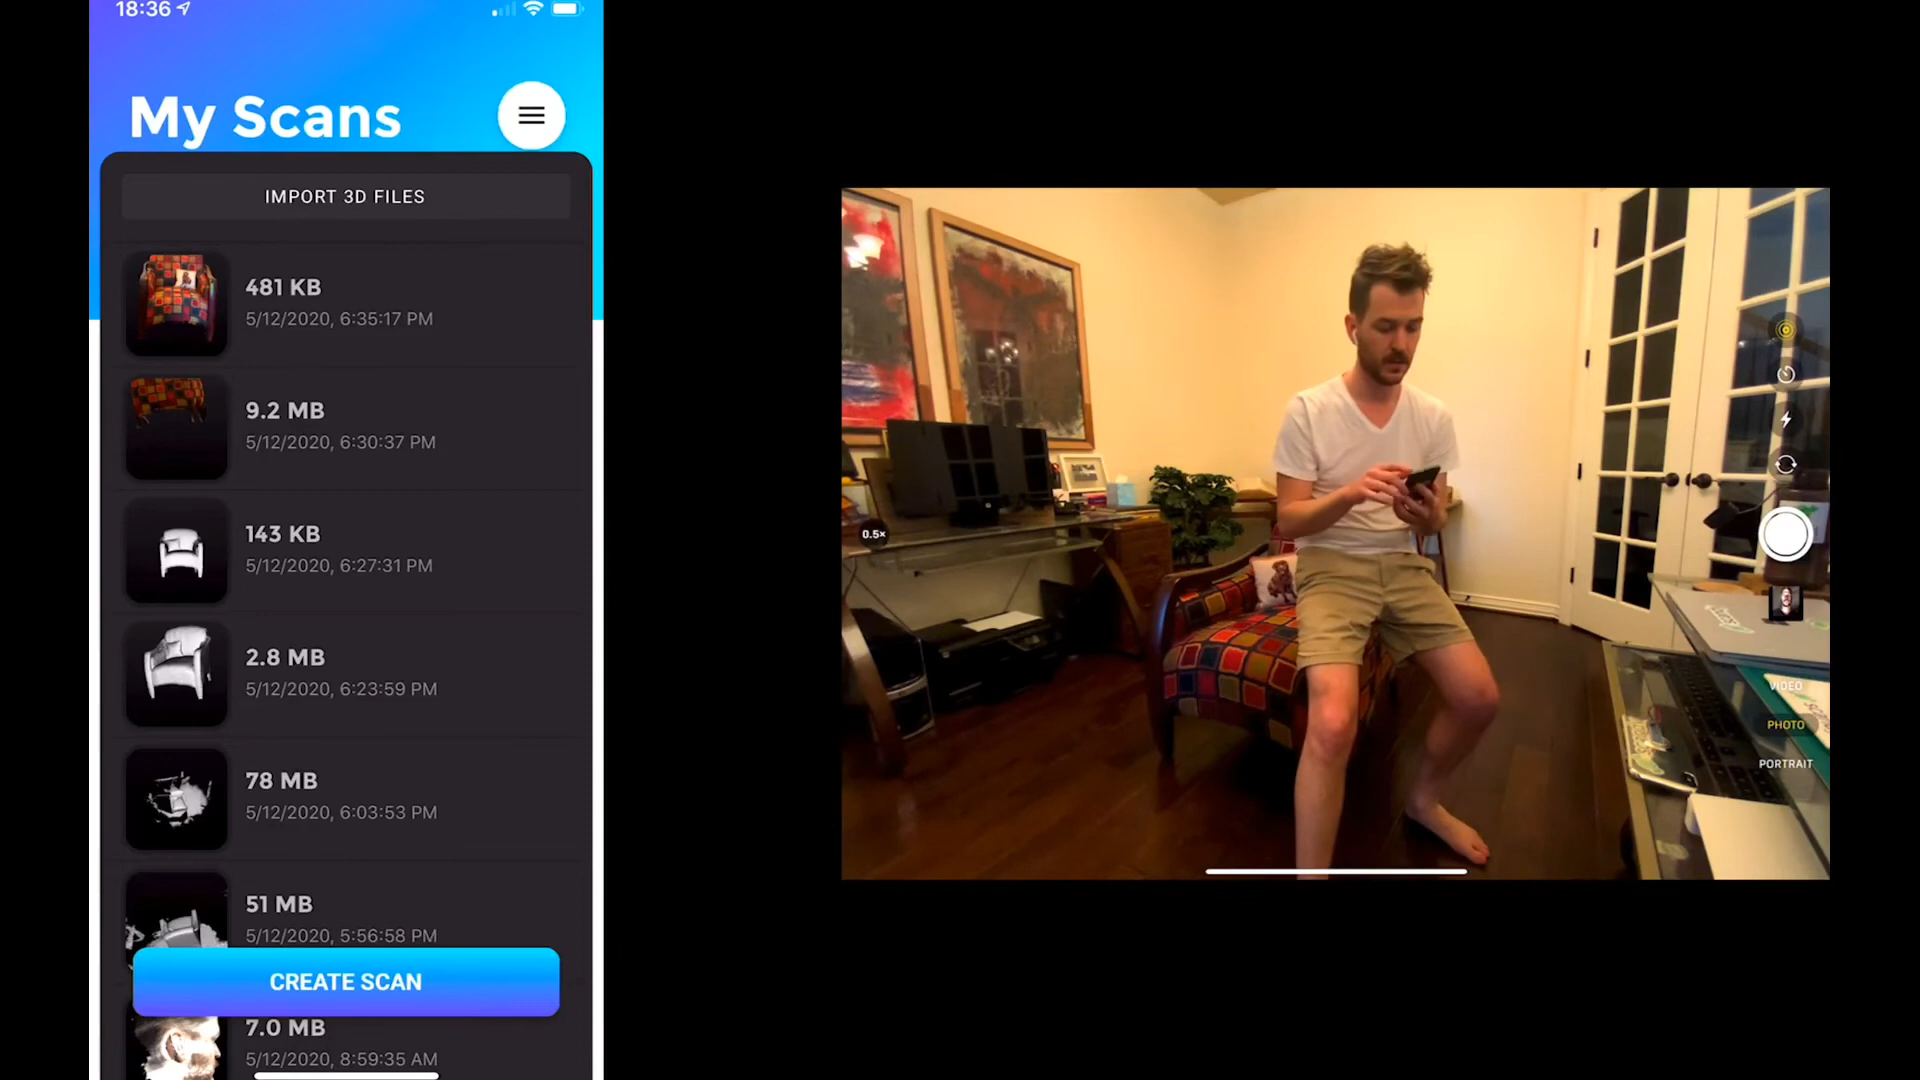 18:36
My Scans
IMPORT 3D FILES
481 KB
5/12/2020, 6:35:17 PM
9.2 MB
5/12/2020, 6:30:37 PM
143 KB
5/12/2020, 6:27:31 PM
2.8 MB
5/12/2020, 6:23:59 PM
78 MB
5/12/2020, 6:03:53 PM
51 MB
5/12/2020, 5:56:58 PM
CREATE SCAN
7.0 MB
5/12/2020, 8:59:35 AM
0.5×
VIDEO
PHOTO
PORTRAIT